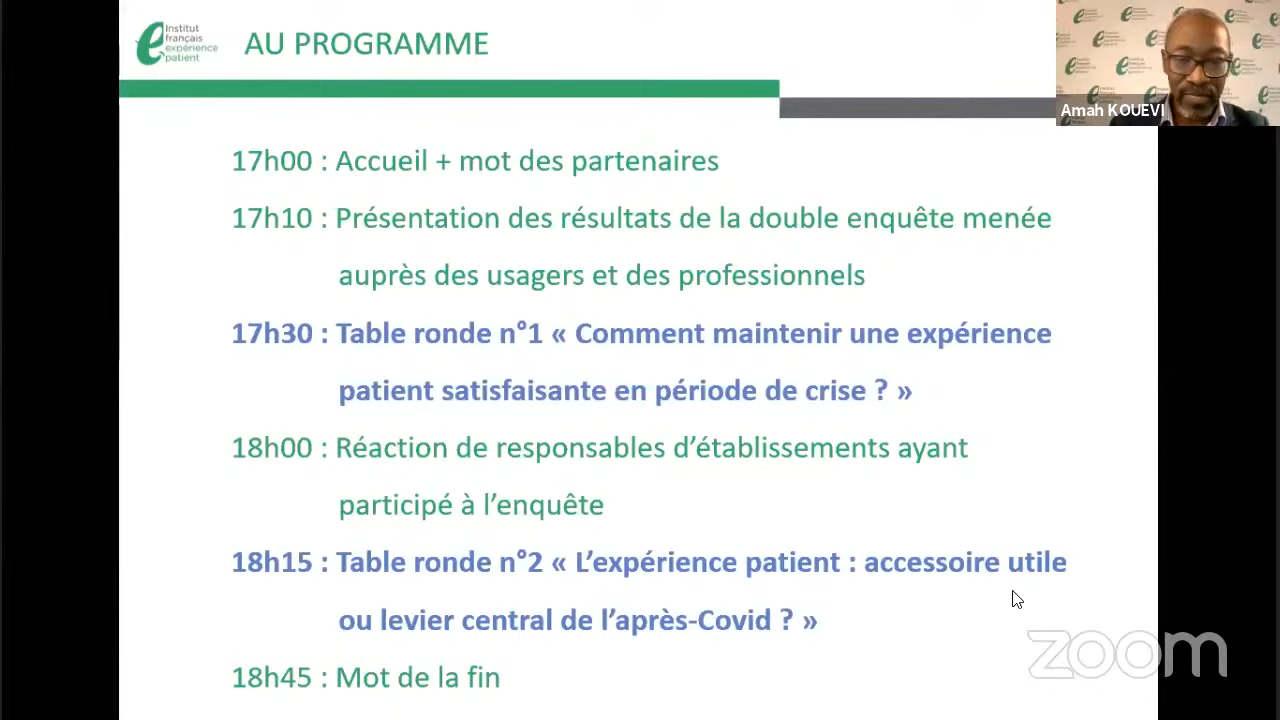 Institut
français
expérience
patient
AU PROGRAMME
Amah KOUEVI
17h00 : Accueil + mot des partenaires
17h10 : Présentation des résultats de la double enquête menée
auprès des usagers et des professionnels
17h30 : Table ronde n°1 « Comment maintenir une expérience
patient satisfaisante en période de crise ? »
18h00 : Réaction de responsables d’établissements ayant
participé à l’enquête
18h15 : Table ronde n°2 « L’expérience patient : accessoire utile
ou levier central de l’après-Covid ? »
zoom
18h45 : Mot de la fin